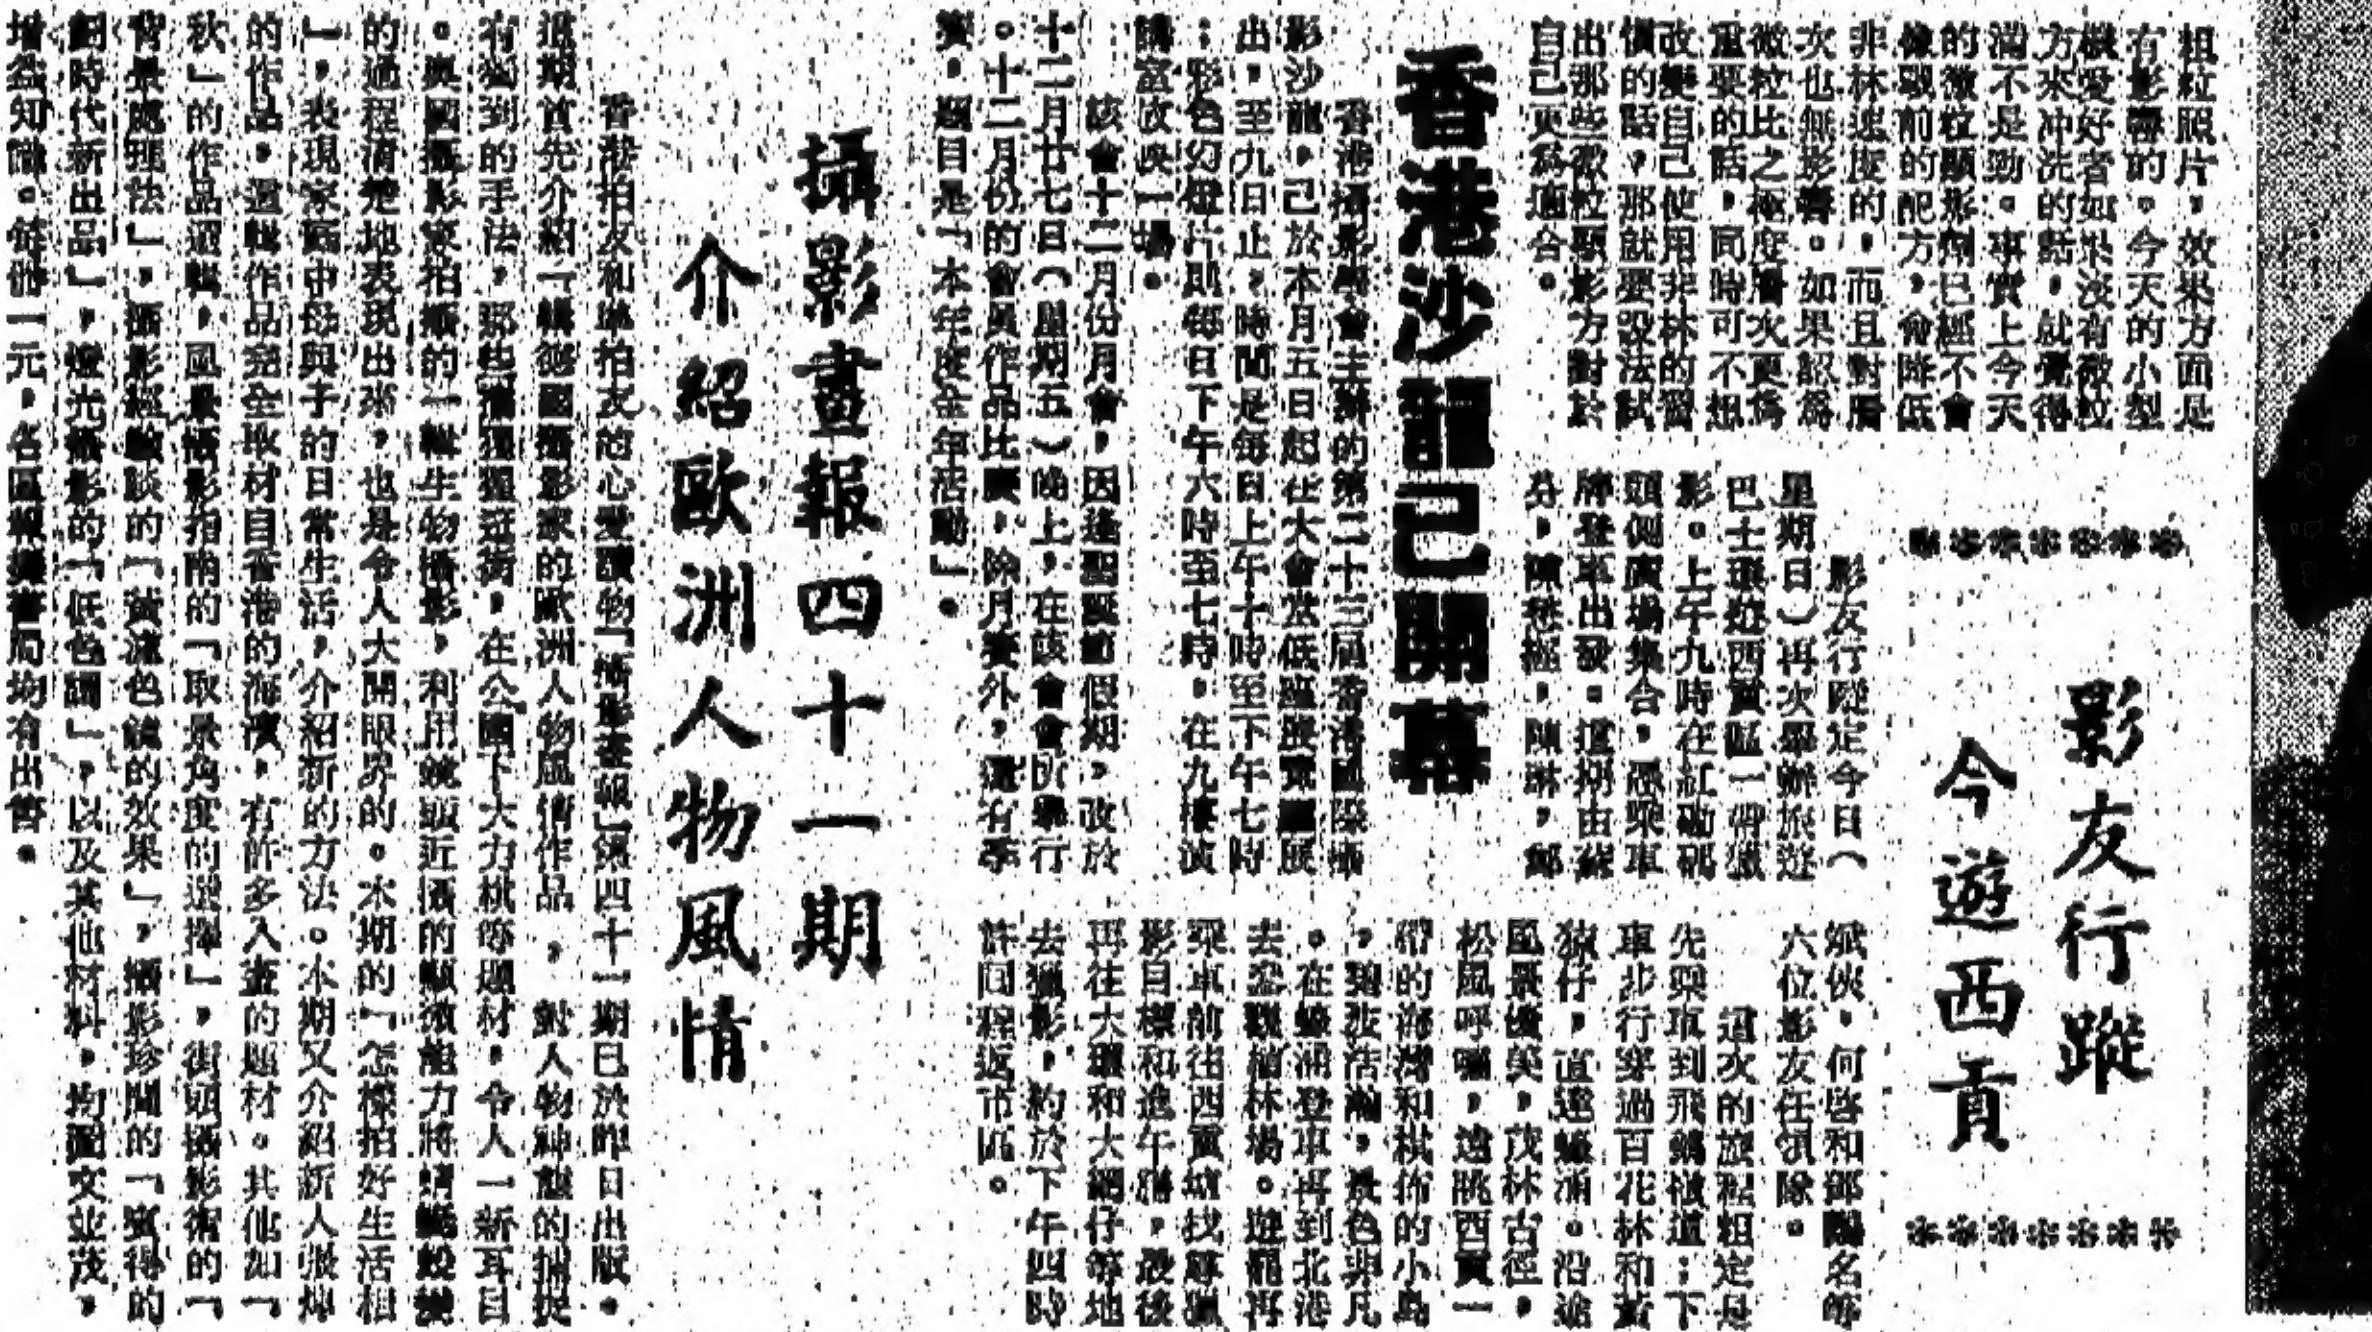 粗粒照片，效果方面是
有影響的。今天的小型
機愛好者如果沒有微粒
方來冲洗的話，就覺得
滿不是勁。事實上今天
的微粒顯影劑已經不會
像戰前的配方，會降低
非林速度的，而且對層
次也無影響。如果認為
微粒比之極度層次更為
重要的話，同時可不想
改變自己使用非林的習
慣的話，那就要設法試
出那些微粒顯影方對於
自己更為適合。
影友行蹤
今遊西貢
影友行蹤定今日（
星期日）再次舉辦旅遊
巴士環遊西貢區一帶獵
影。上午九時在紅磡碼
頭側廣場集合，憑乘車
牌登車出發。這期由蘇
芬，陳，陳琳，鄭
斌俠，何啓和鄧陽名等
六位影友任領隊。
這次的旅程粗定是
先乘車到飛鵝橫道；下
車步行穿過百花林和黃
猄仔，直達蠔涌。沿途
風景優美，茂林古徑，
松風呼嘯，遠眺西貢一
帶的海灣和棋佈的小島
，碧波浩瀚，景色非凡
。在蠔涌登車再到北港
去參觀植林場。遊罷再
乘車前往西貢墟找尋獵
影目標和進午膳，最後
再往大環和大網仔等地
去獵影，約於下午四時
許回程返市區。
香港沙龍已開幕
香港攝影學會主辦的第二十三屆香港國際攝
影沙龍，已於本月五日起在大會堂低座展覽廳展
出，至九日止，時間是每日上午十時至下午七時
；彩色幻燈片則每日下午六時至七時，在九樓演
講室放映一場。
該會十二月份月會，因逢聖誕節假期，改於
十二月廿七日（星期五）晚上，在該會會所舉行
。十二月份的會員作品比賽，除月賽外，還有季
賽，題目是「本年度全年活動」。
攝影畫報四十一期
介紹歐洲人物風情
香港拍友和準拍友的心愛讀物「攝影畫報」第四十一期已於昨日出版。
這期首先介紹一輯德國攝影家的歐洲人物風情作品，對人物神態的捕捉
有獨到的手法，在公園下大力棋等題材，令人一新耳目
。英國攝影家拍攝的一輯生物攝影，利用鏡頭近攝的顯微能力將蜻蜓蛻變
的過程清楚地表現出來，也是令人大開眼界的。本期的「怎樣拍好生活相
」，表現家庭中母與子的日常生活，介紹新的方法。本期又介紹新人張坤
的作品，這輯作品完全取材自香港的海濱，有許多入畫的題材。其他如「
秋」的作品選輯，風景攝影指南的「取景角度的選擇」，街頭攝影術的「
背景處理法」，攝影經驗談的「黃濾色鏡的效果」，攝影珍聞的「賓得的
劃時代新出品」，燈光攝影的「低色調」，以及其他材料，均圖文並茂，
增益知識。每冊一元，各區報攤書局均有出售。